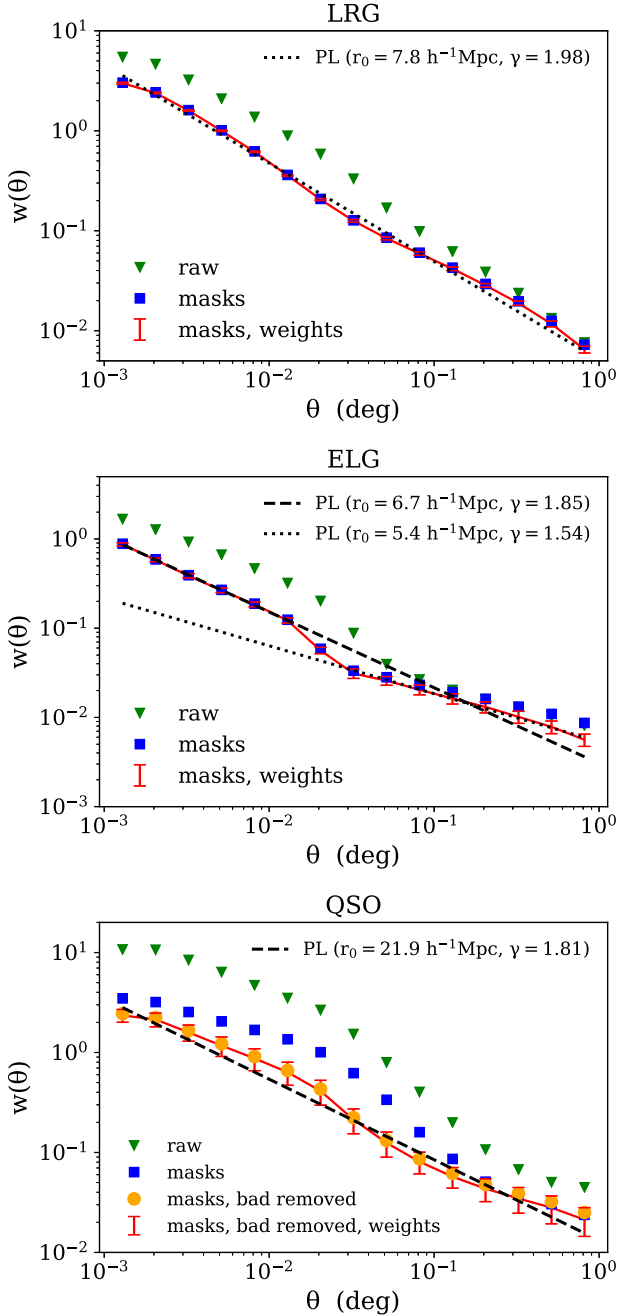 LRG
10¹
PL (r₀ = 7.8 h⁻¹Mpc, γ = 1.98)
10⁰
w(θ)
10⁻¹
raw
masks
10⁻²
masks, weights
10⁻³ 10⁻² 10⁻¹ 10⁰
θ (deg)
ELG
PL (r₀ = 6.7 h⁻¹Mpc, γ = 1.85)
PL (r₀ = 5.4 h⁻¹Mpc, γ = 1.54)
10⁰
w(θ)
10⁻¹
raw
10⁻²
masks
masks, weights
10⁻³
10⁻³ 10⁻² 10⁻¹ 10⁰
θ (deg)
QSO
10¹
PL (r₀ = 21.9 h⁻¹Mpc, γ = 1.81)
10⁰
w(θ)
10⁻¹
raw
masks
masks, bad removed
masks, bad removed, weights
10⁻²
10⁻³ 10⁻² 10⁻¹ 10⁰
θ (deg)